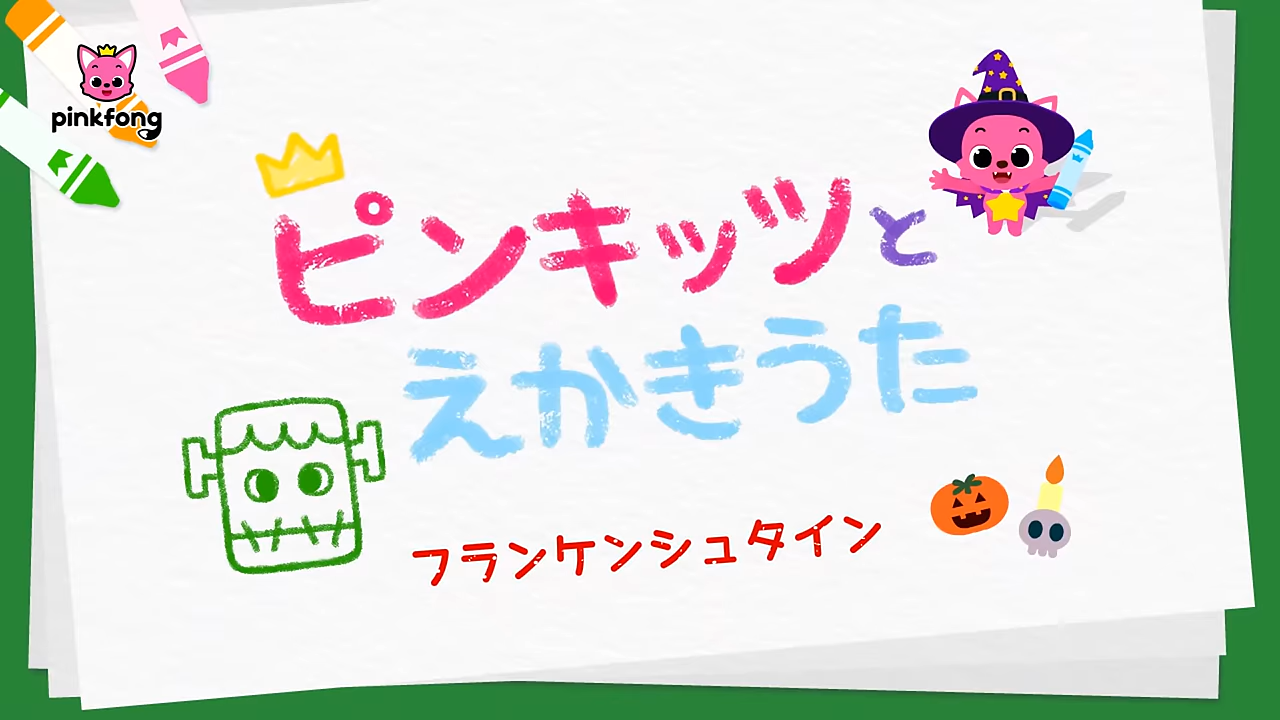 pinkfong
ピンキッツと
えかきうた
フランケンシュタイン